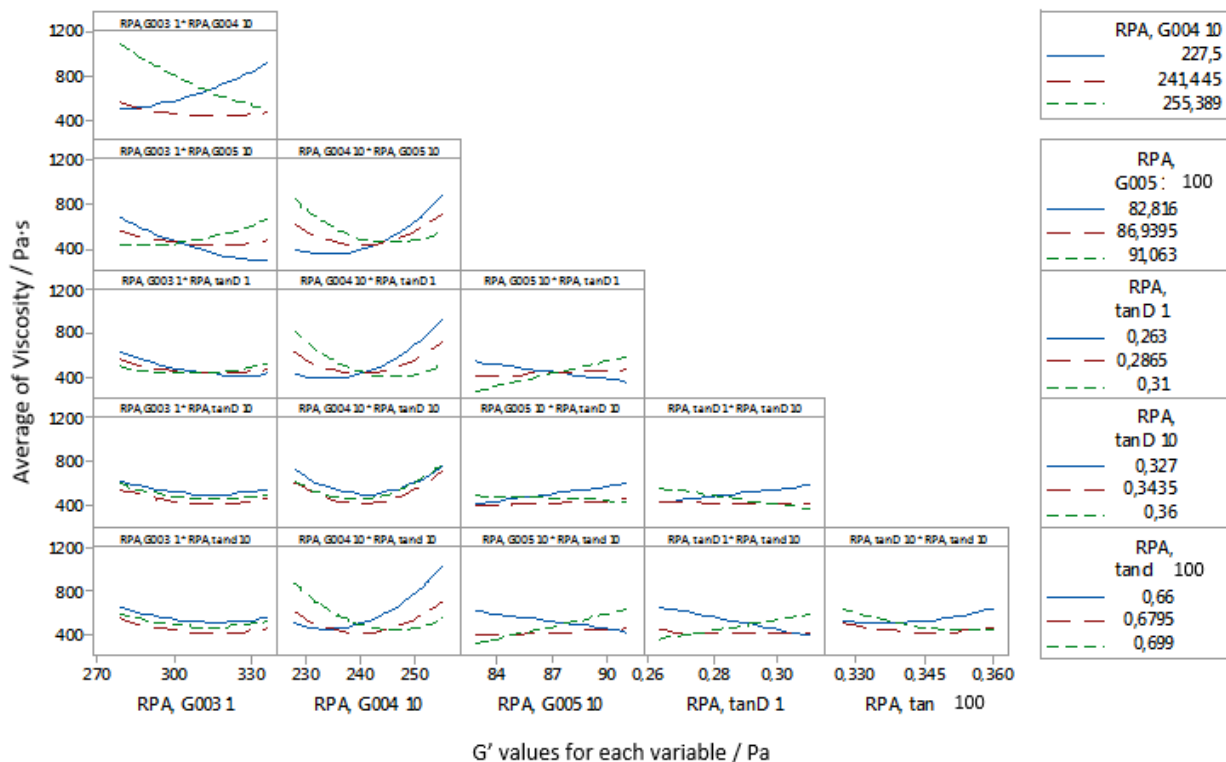 Average of Viscosity / Pa·s
RPA,G003 1* RPA,G004 10
1200
800
400
RPA, G004 10
227,5
241,445
255,389
RPA,G003 1* RPA,G005 10
RPA,G004 10* RPA,G005 10
1200
800
400
RPA,
G005: 100
82,816
86,9395
91,063
RPA,G003 1* RPA,tanD 1
RPA,G004 10* RPA,tanD 1
RPA,G005 10* RPA,tanD 1
1200
800
400
RPA,
tanD 1
0,263
0,2865
0,31
RPA,G003 1* RPA,tanD 10
RPA,G004 10* RPA,tanD 10
RPA,G005 10* RPA,tanD 10
RPA,tanD 1* RPA,tanD 10
1200
800
400
RPA,
tanD 10
0,327
0,3435
0,36
RPA,G003 1* RPA,tand 10
RPA,G004 10* RPA,tand 10
RPA,G005 10* RPA,tand 10
RPA,tanD 1* RPA,tand 10
RPA,tanD 10* RPA,tand 10
1200
800
400
RPA,
tand 100
0,66
0,6795
0,699
270 300 330
230 240 250
84 87 90
0,26 0,28 0,30
0,330 0,345 0,360
RPA, G003 1
RPA, G004 10
RPA, G005 10
RPA, tanD 1
RPA, tan 100
G' values for each variable / Pa